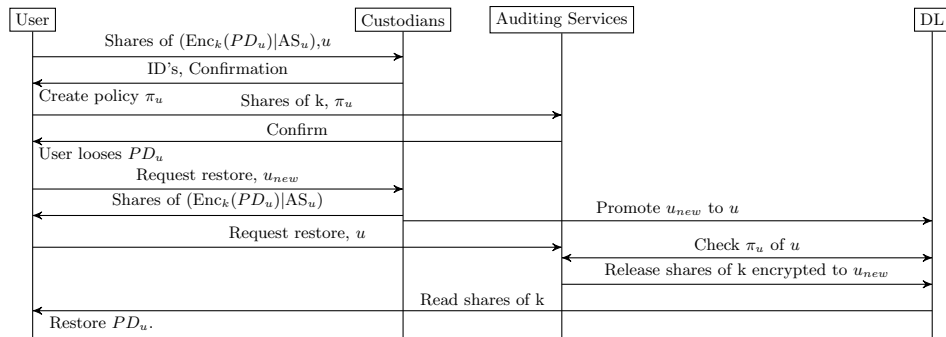 User
Custodians
Auditing Services
DL
Shares of (Enc_k(PD_u)|AS_u),u
ID's, Confirmation
Create policy π_u
Shares of k, π_u
Confirm
User looses PD_u
Request restore, u_new
Shares of (Enc_k(PD_u)|AS_u)
Promote u_new to u
Request restore, u
Check π_u of u
Release shares of k encrypted to u_new
Read shares of k
Restore PD_u.